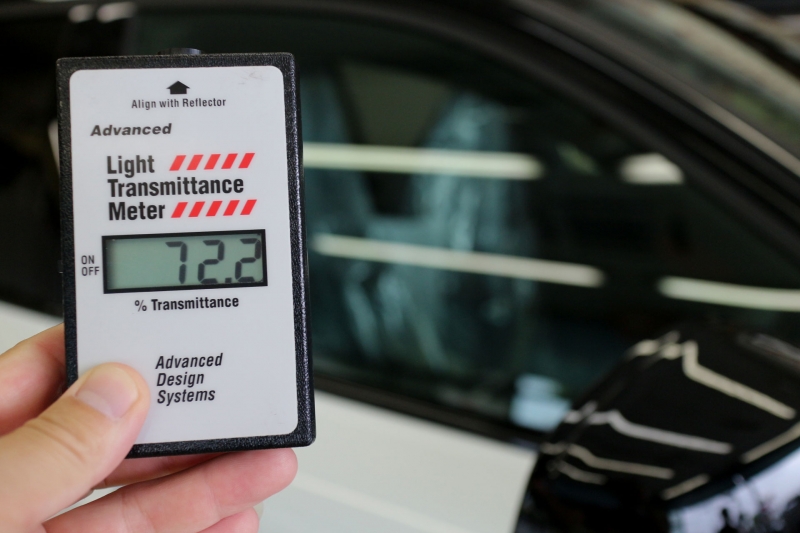 Align with Reflector
Advanced
Light
Transmittance
Meter
ON
OFF
72.2
% Transmittance
Advanced
Design
Systems